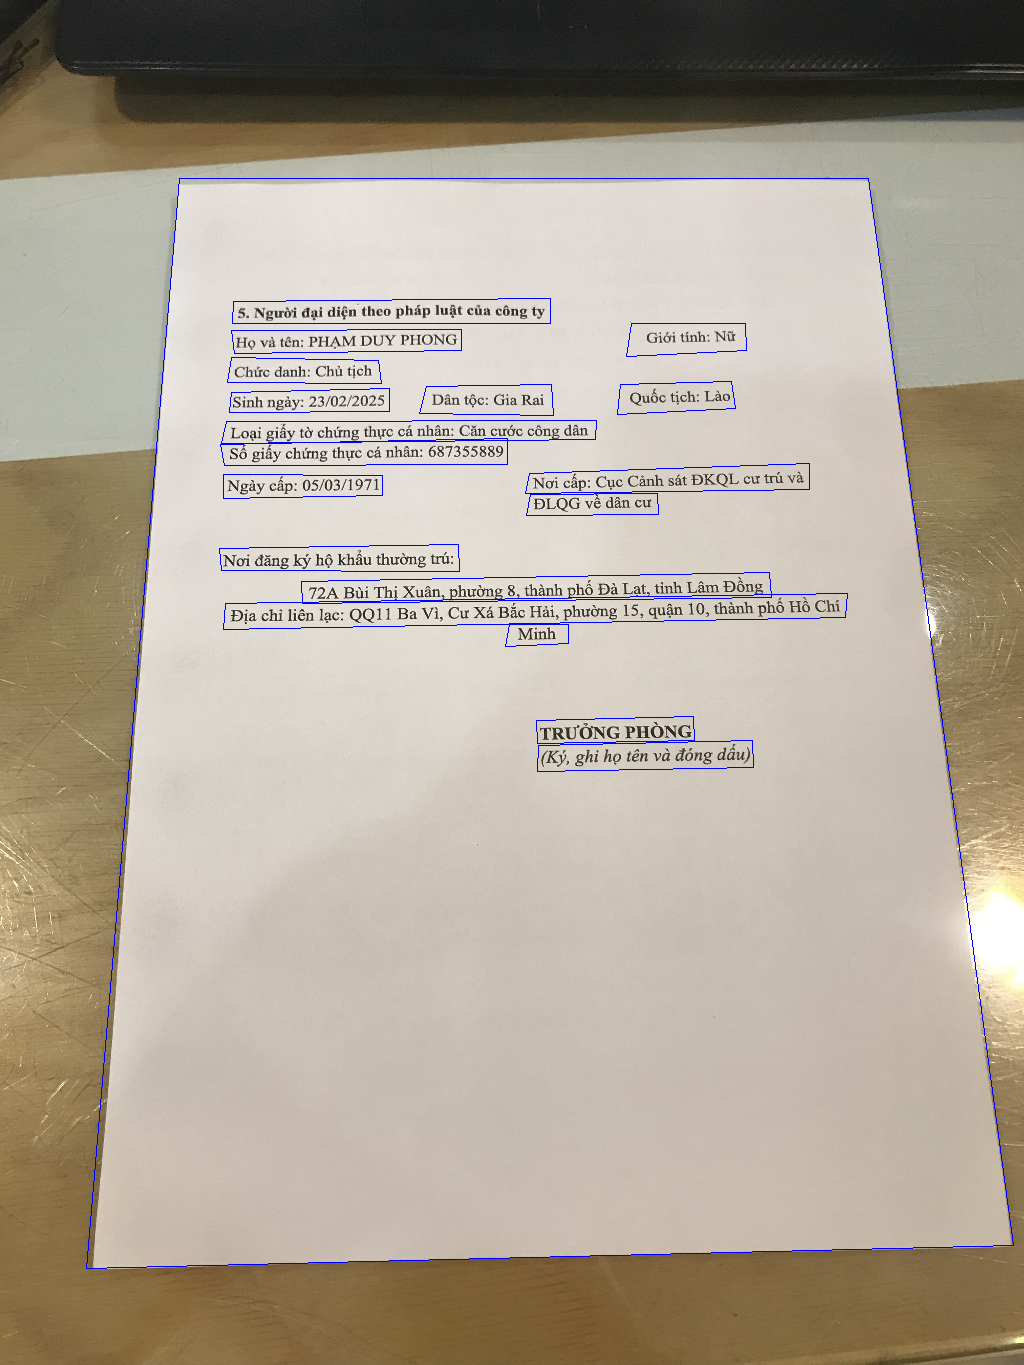 5. Người đại diện theo pháp luật của công ty
Họ và tên: PHẠM DUY PHONG Giới tính: Nữ
Chức danh: Chủ tịch
Sinh ngày: 23/02/2025 Dân tộc: Gia Rai Quốc tịch: Lào
Loại giấy tờ chứng thực cá nhân: Căn cước công dân
Số giấy chứng thực cá nhân: 687355889
Ngày cấp: 05/03/1971 Nơi cấp: Cục Cảnh sát ĐKQL cư trú và
ĐLQG về dân cư
Nơi đăng ký hộ khẩu thường trú:
72A Bùi Thị Xuân, phường 8, thành phố Đà Lạt, tỉnh Lâm Đồng
Địa chỉ liên lạc: QQ11 Ba Vì, Cư Xá Bắc Hải, phường 15, quận 10, thành phố Hồ Chí
Minh
TRƯỞNG PHÒNG
(Ký, ghi họ tên và đóng dấu)